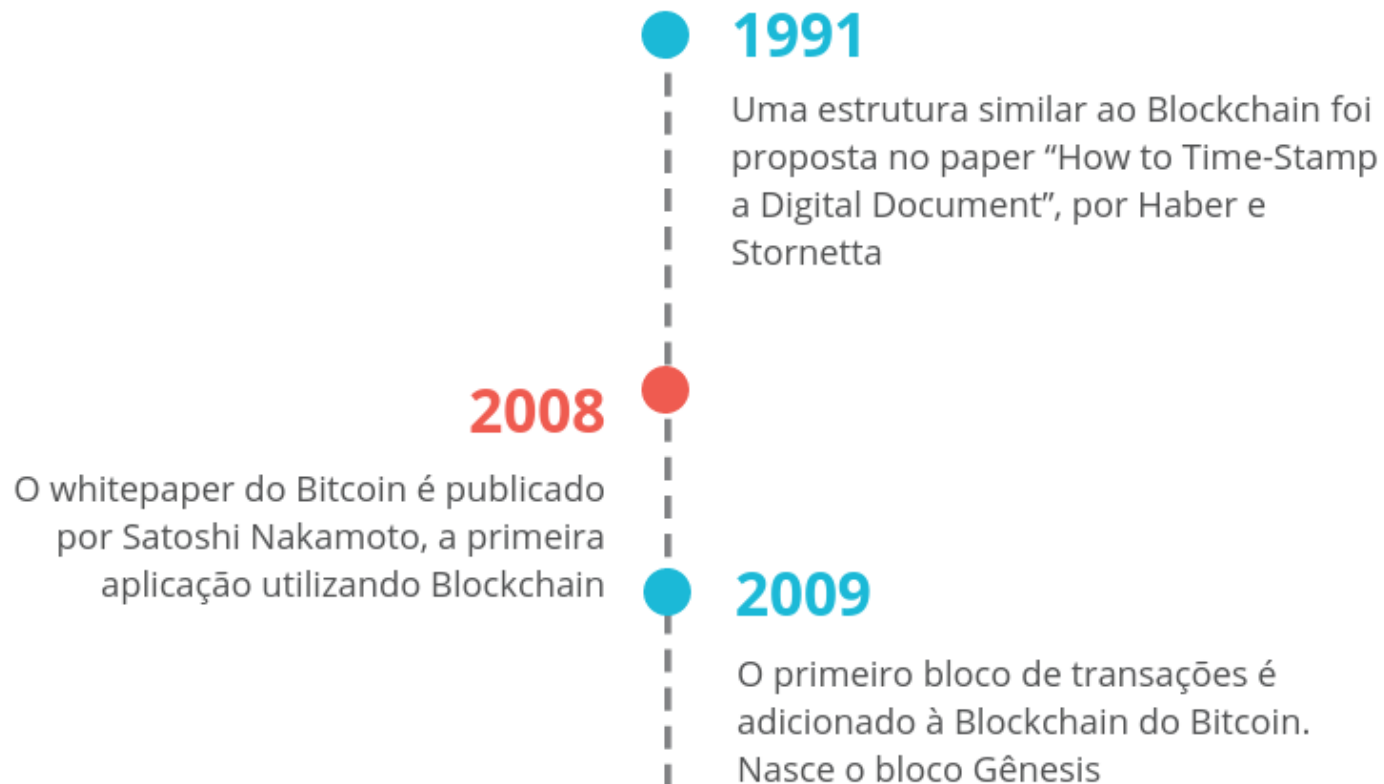 1991
Uma estrutura similar ao Blockchain foi
proposta no paper “How to Time-Stamp
a Digital Document”, por Haber e
Stornetta
2008
O whitepaper do Bitcoin é publicado
por Satoshi Nakamoto, a primeira
aplicação utilizando Blockchain
2009
O primeiro bloco de transações é
adicionado à Blockchain do Bitcoin.
Nasce o bloco Gênesis